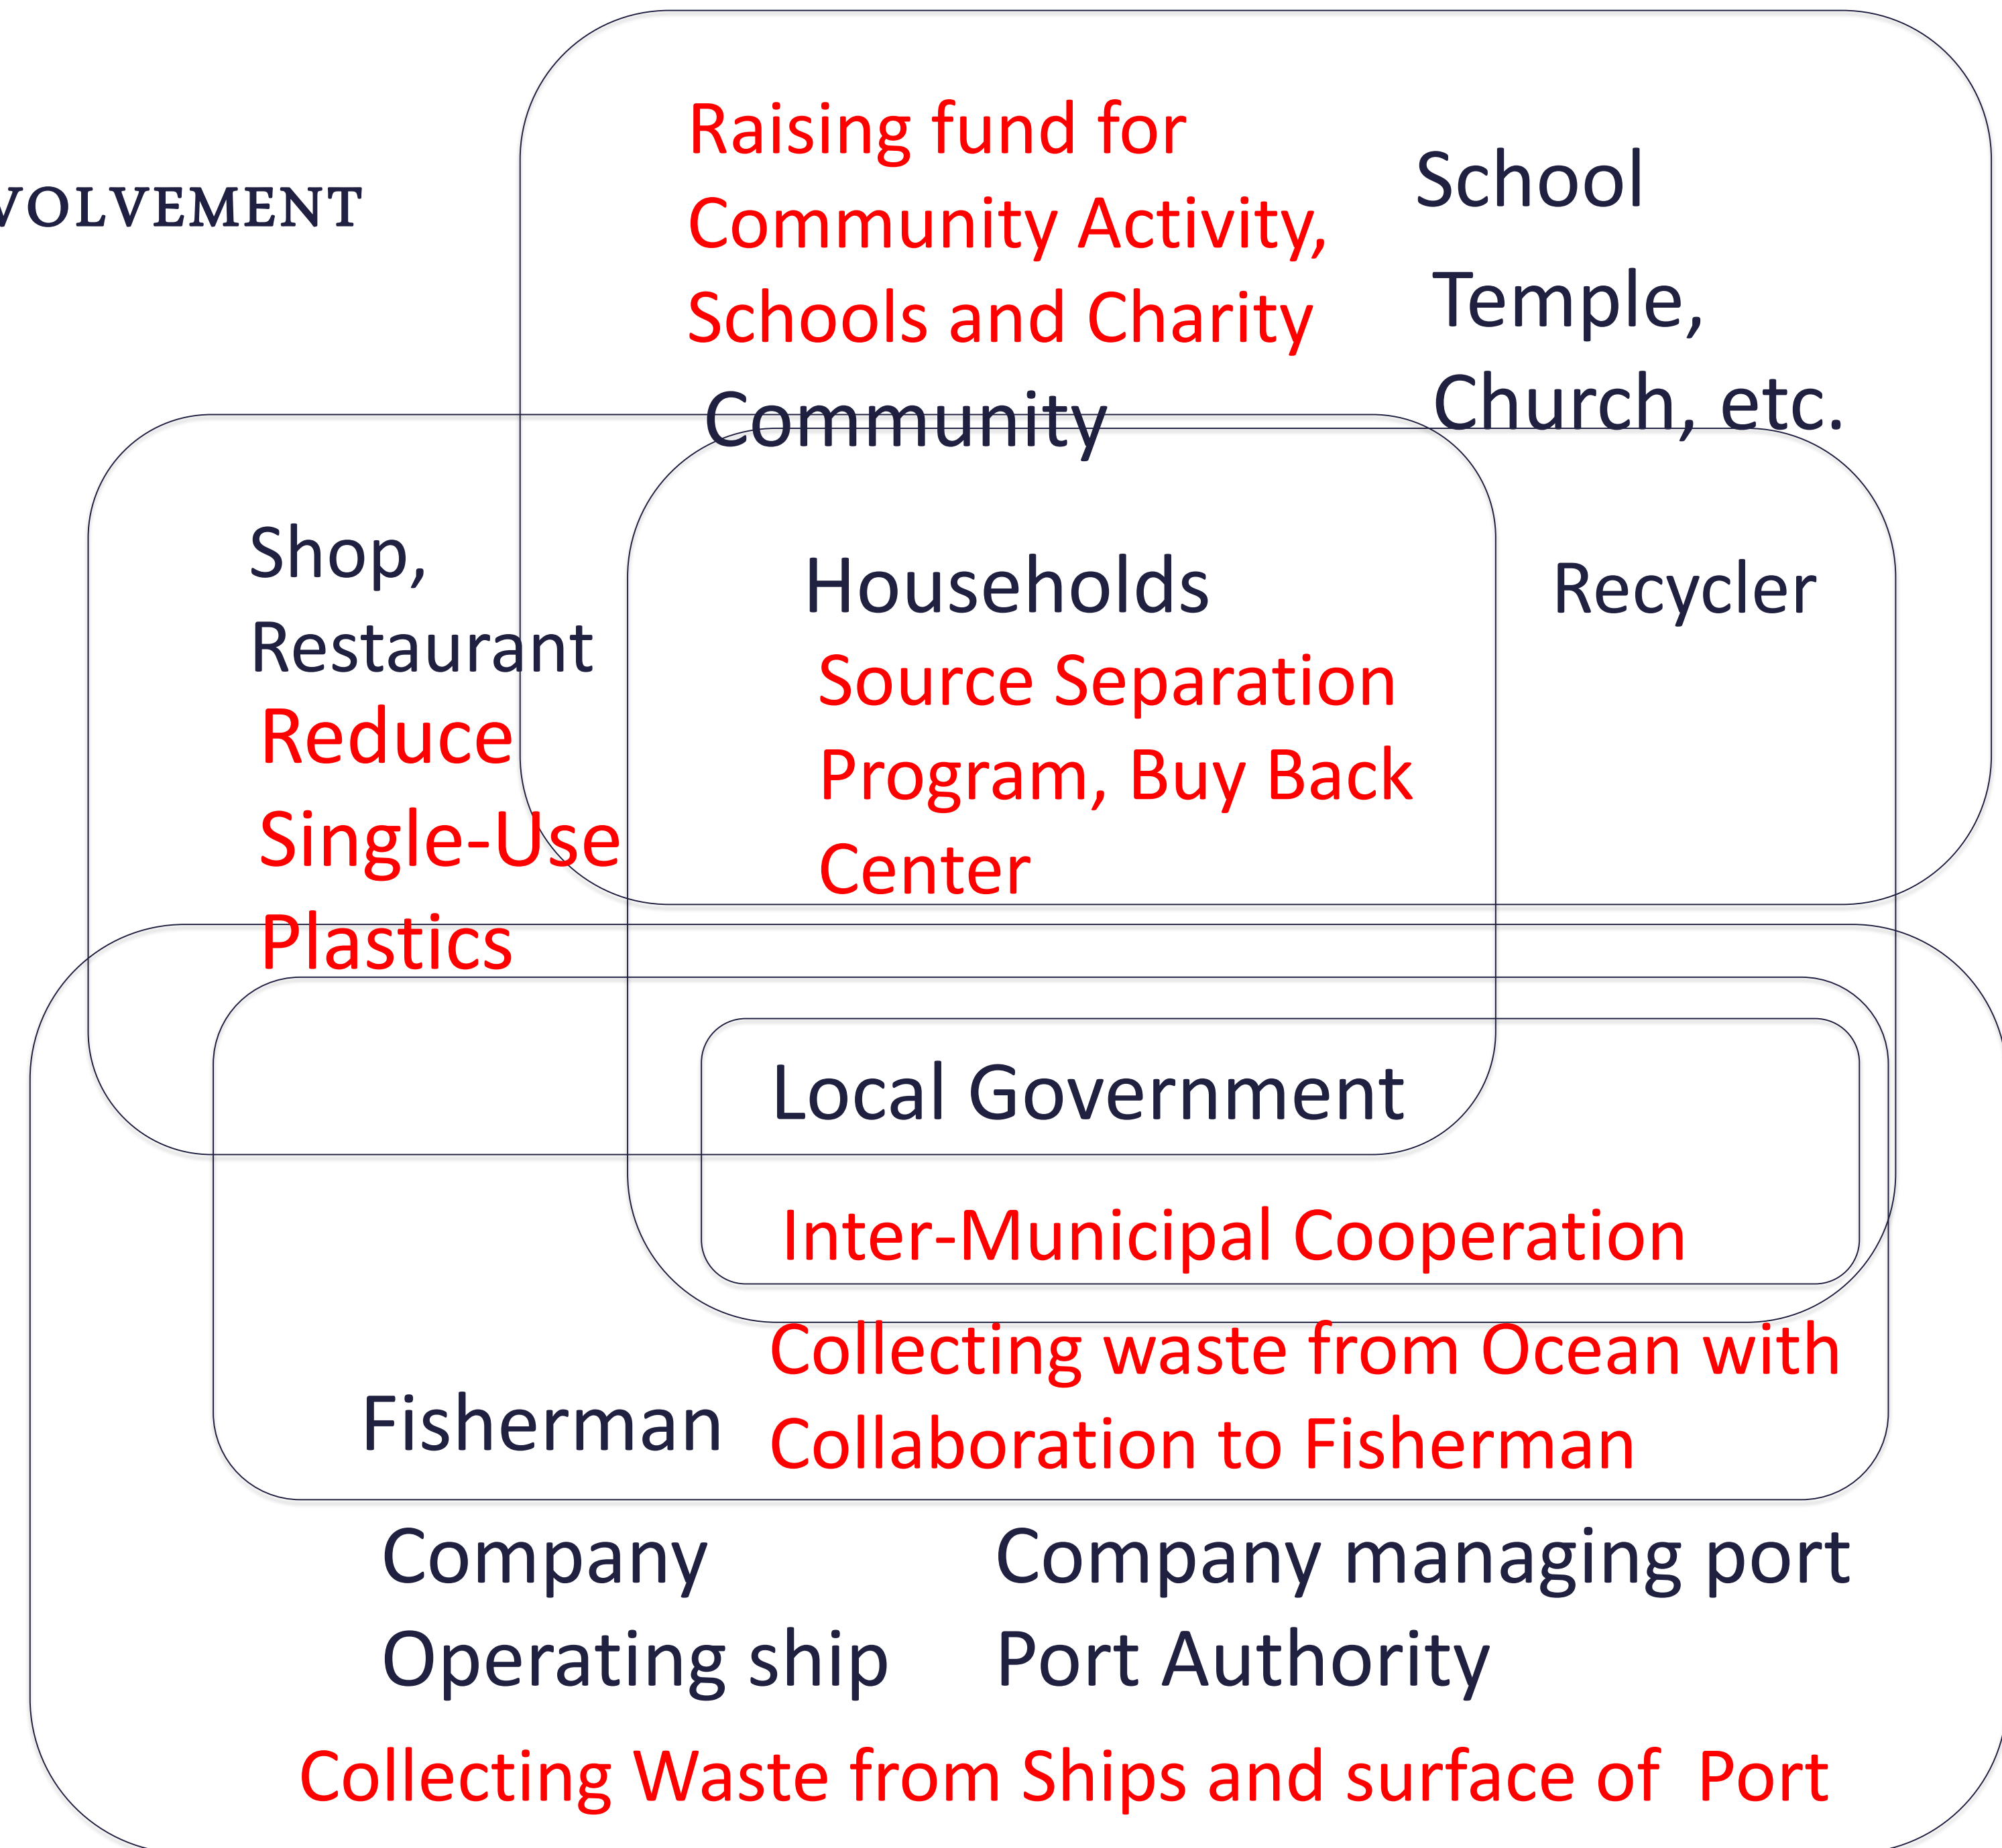 VOLVEMENT
Raising fund for
Community Activity,
Schools and Charity
School
Temple,
Church, etc.
Community
Shop,
Restaurant
Reduce
Single-Use
Plastics
Households
Source Separation
Program, Buy Back
Center
Recycler
Local Government
Inter-Municipal Cooperation
Collecting waste from Ocean with
Collaboration to Fisherman
Fisherman
Company
Operating ship
Company managing port
Port Authority
Collecting Waste from Ships and surface of Port